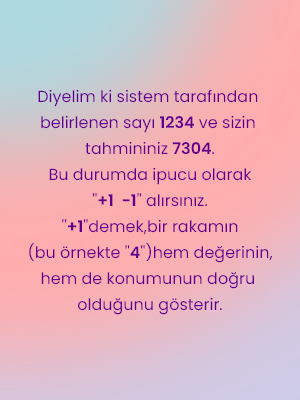 Diyelim ki sistem tarafından
belirlenen sayı 1234 ve sizin
tahmininiz 7304.
Bu durumda ipucu olarak
"+1 -1" alırsınız.
"+1"demek,bir rakamın
(bu örnekte "4")hem değerinin,
hem de konumunun doğru
olduğunu gösterir.